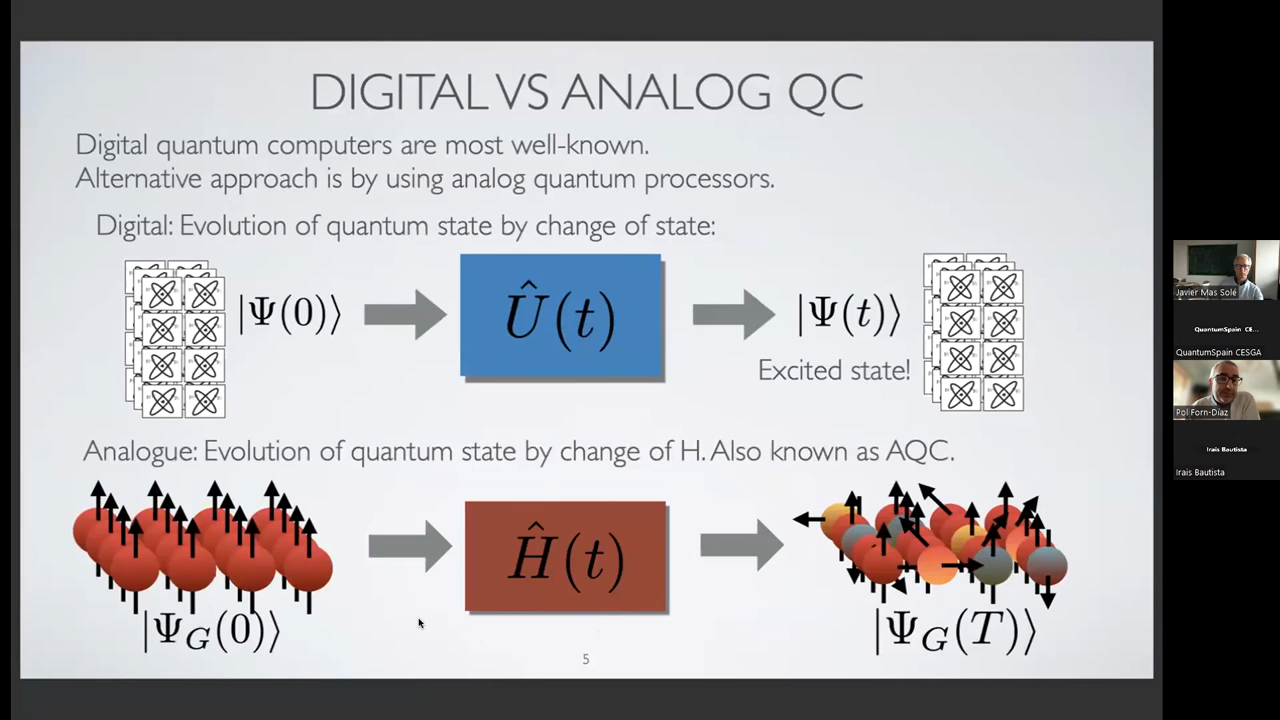 DIGITAL VS ANALOG QC
Digital quantum computers are most well-known.
Alternative approach is by using analog quantum processors.
Digital: Evolution of quantum state by change of state:
|Ψ(0)⟩
Û(t)
|Ψ(t)⟩
Excited state!
Analogue: Evolution of quantum state by change of H. Also known as AQC.
Ĥ(t)
|Ψ_G(0)⟩
|Ψ_G(T)⟩
5
Javier Mas Solé
QuantumSpain CE...
QuantumSpain CESGA
Pol Forn-Díaz
Irais Bautista
Irais Bautista